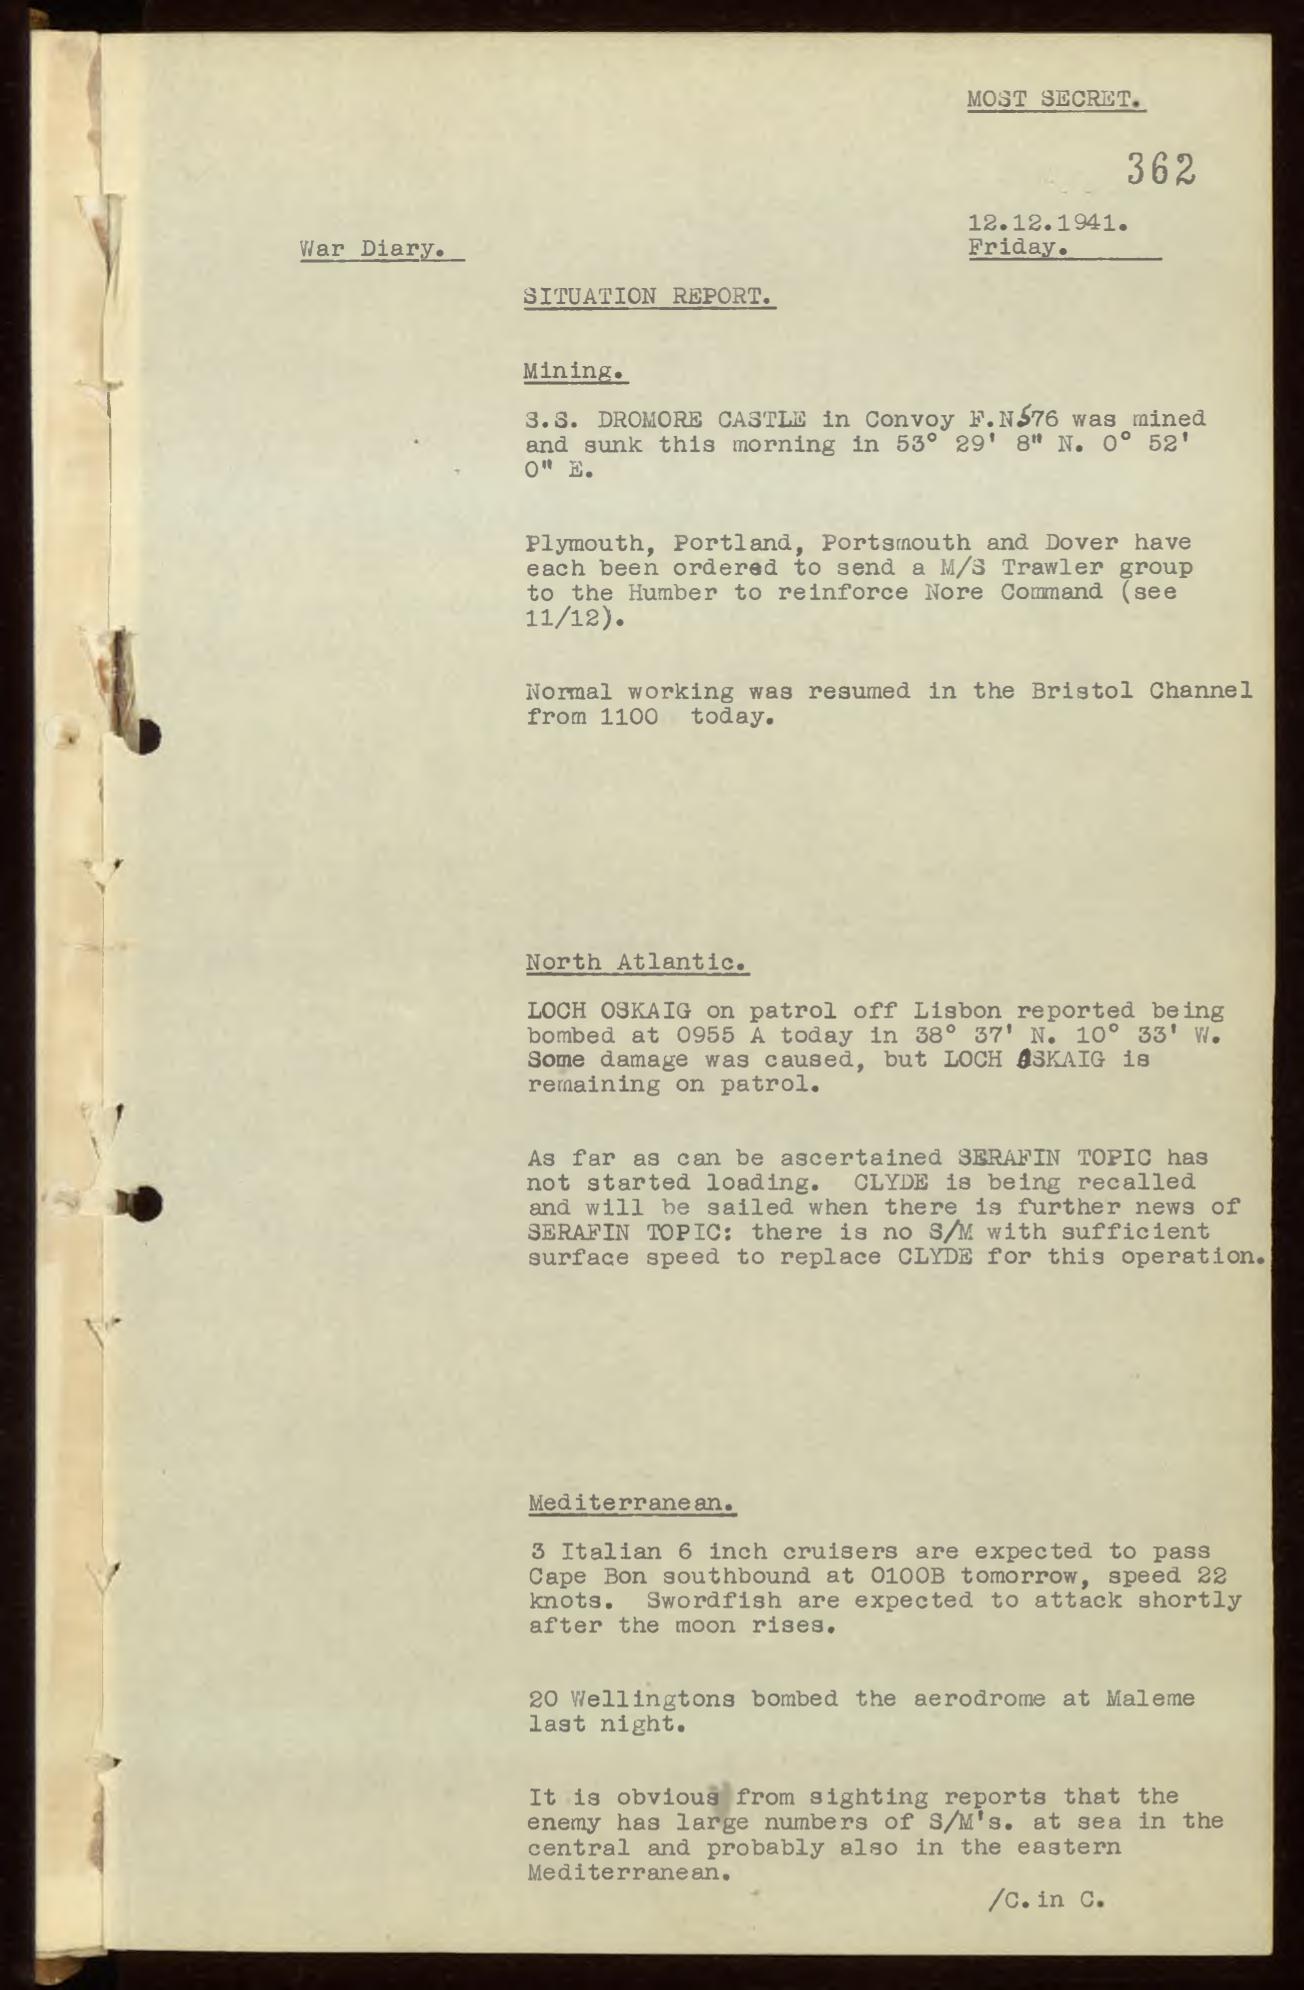 MOST SECRET.
362
12.12.1941.
War Diary.
Friday.
SITUATION REPORT.
Mining.
S.S. DROMORE CASTLE in Convoy F.N.576 was mined
and sunk this morning in 53° 29' 8" N. 0° 52'
0" E.
Plymouth, Portland, Portsmouth and Dover have
each been ordered to send a M/S Trawler group
to the Humber to reinforce Nore Command (see
11/12).
Normal working was resumed in the Bristol Channel
from 1100 today.
North Atlantic.
LOCH OSKAIG on patrol off Lisbon reported being
bombed at 0955 A today in 38° 37' N. 10° 33' W.
Some damage was caused, but LOCH OSKAIG is
remaining on patrol.
As far as can be ascertained SERAFIN TOPIC has
not started loading. CLYDE is being recalled
and will be sailed when there is further news of
SERAFIN TOPIC: there is no S/M with sufficient
surface speed to replace CLYDE for this operation.
Mediterranean.
3 Italian 6 inch cruisers are expected to pass
Cape Bon southbound at 0100B tomorrow, speed 22
knots. Swordfish are expected to attack shortly
after the moon rises.
20 Wellingtons bombed the aerodrome at Maleme
last night.
It is obvious from sighting reports that the
enemy has large numbers of S/M's. at sea in the
central and probably also in the eastern
Mediterranean.
/C. in C.